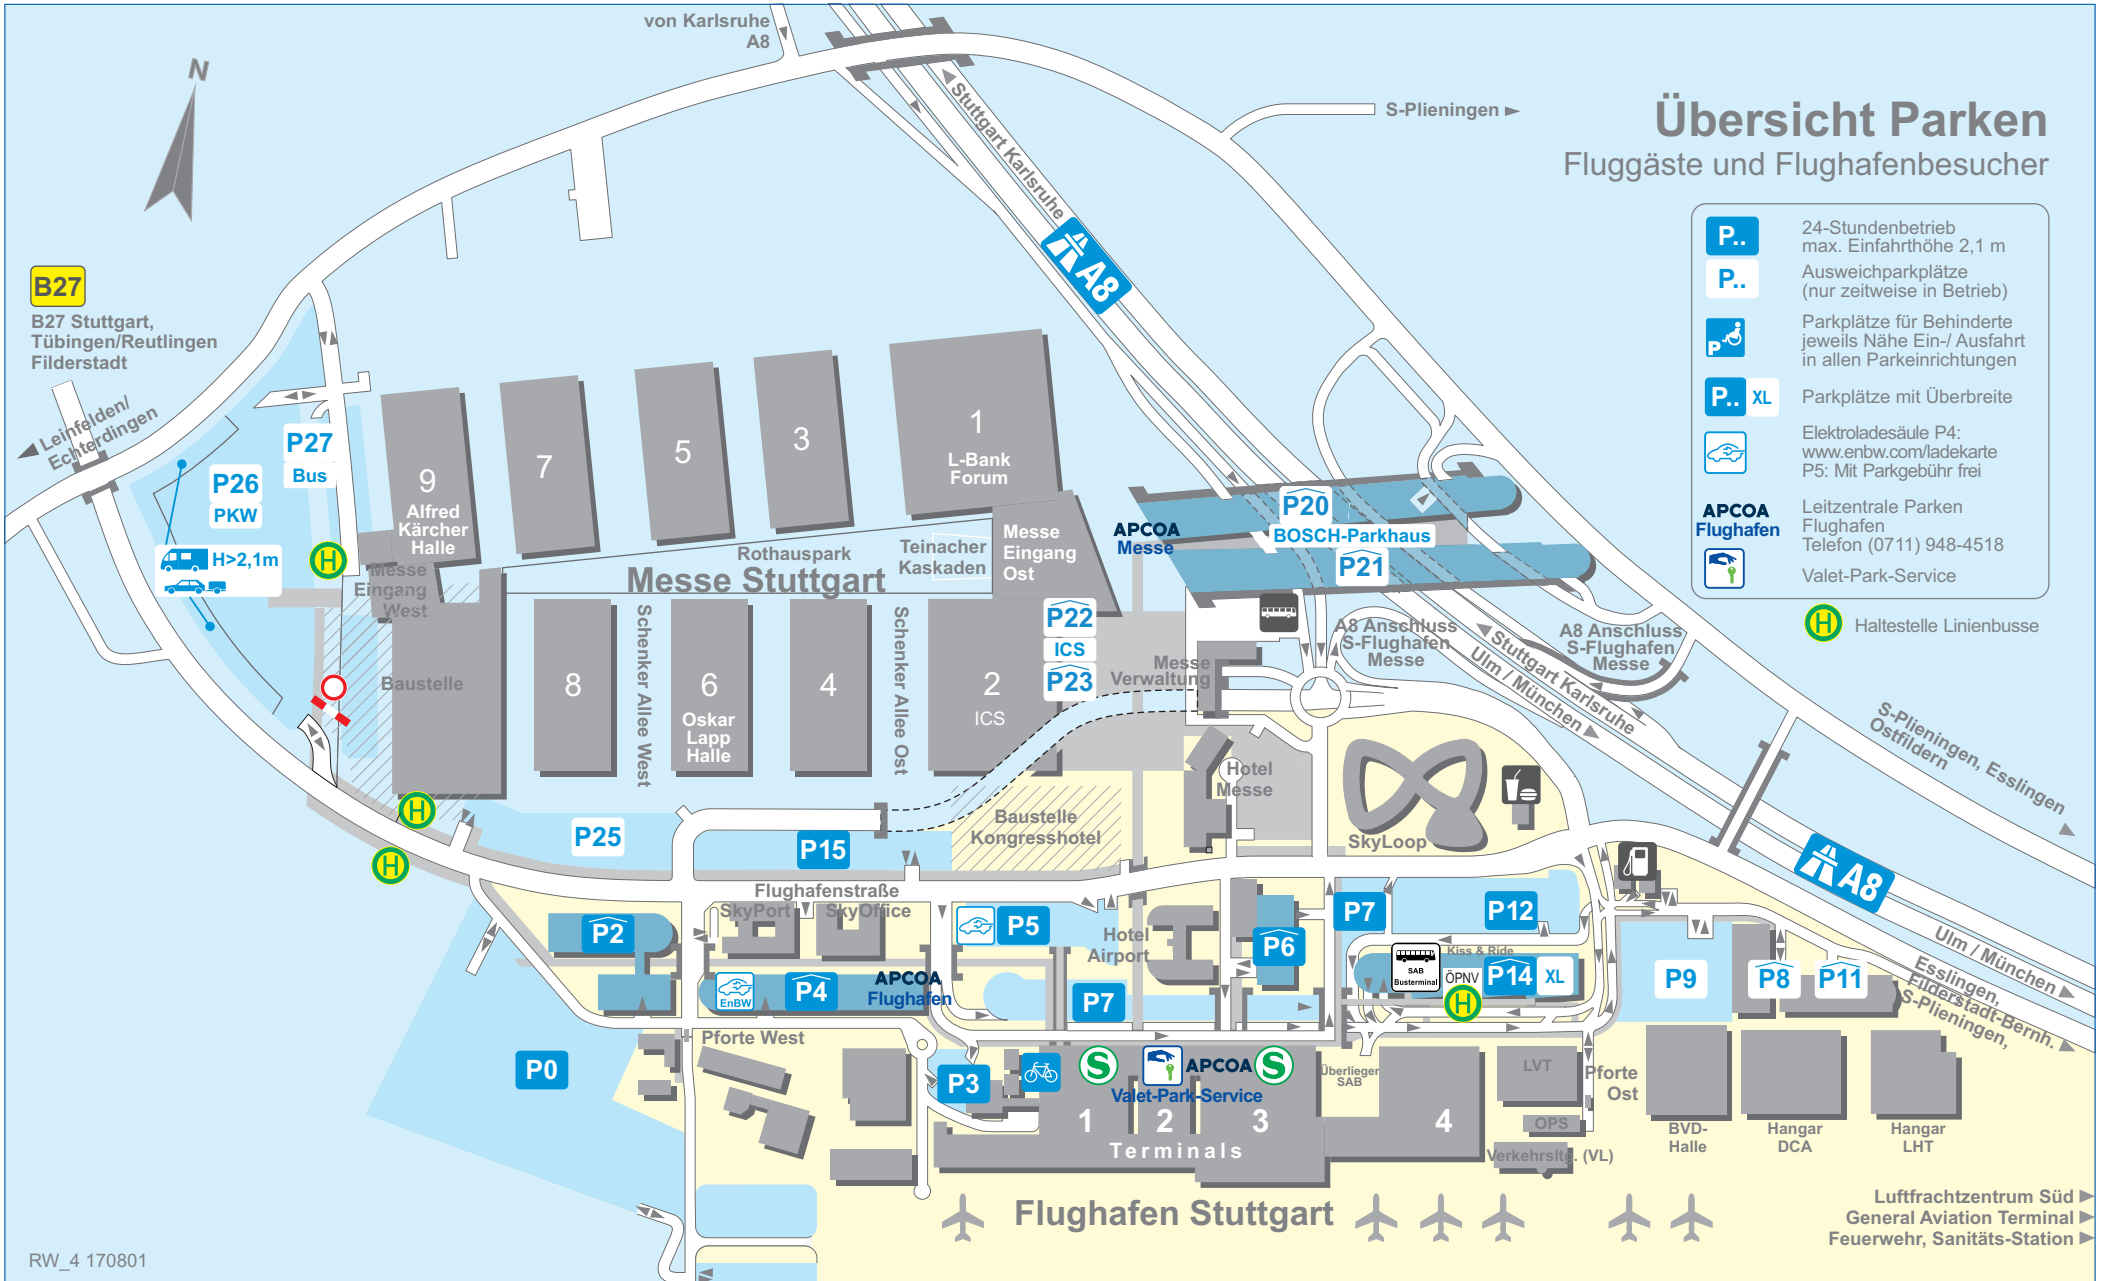 von Karlsruhe
A8
N
S-Plieningen
Übersicht Parken
Fluggäste und Flughafenbesucher
P..
24-Stundenbetrieb
max. Einfahrthöhe 2,1 m
P..
Ausweichparkplätze
(nur zeitweise in Betrieb)
P
Parkplätze für Behinderte
jeweils Nähe Ein-/ Ausfahrt
in allen Parkeinrichtungen
P.. XL
Parkplätze mit Überbreite
Elektroladesäule P4:
www.enbw.com/ladekarte
P5: Mit Parkgebühr frei
APCOA
Flughafen
Leitzentrale Parken
Flughafen
Telefon (0711) 948-4518
Valet-Park-Service
H
Haltestelle Linienbusse
Stuttgart Karlsruhe
A8
B27
B27 Stuttgart,
Tübingen/Reutlingen
Filderstadt
Leinfelden/
Echterdingen
P26
PKW
P27
Bus
H>2,1m
H
9
Alfred
Kärcher
Halle
7
5
3
1
L-Bank
Forum
Messe
Eingang
West
Messe
Eingang
Ost
Rothauspark
Teinacher
Kaskaden
Messe Stuttgart
APCOA
Messe
P20
BOSCH-Parkhaus
P21
P22
ICS
P23
Baustelle
8
Schenker Allee West
6
Oskar
Lapp
Halle
4
Schenker Allee Ost
2
ICS
Messe
Verwaltung
A8 Anschluss
S-Flughafen
Messe
A8 Anschluss
S-Flughafen
Messe
Stuttgart Karlsruhe
Ulm / München
S-Plieningen, Esslingen
Ostfildern
Hotel
Messe
SkyLoop
Baustelle
Kongresshotel
H
H
P25
P15
Flughafenstraße
SkyPort
SkyOffice
A8
Ulm / München
Esslingen,
Filderstadt-Bernh.
S-Plieningen,
P2
EnBW
P4
APCOA
Flughafen
P5
Hotel
Airport
P6
P7
P7
P12
Kiss & Ride
SAB
Busterminal
ÖPNV
H
P14 XL
P9
P8
P11
Pforte West
P0
P3
S
APCOA
S
Valet-Park-Service
1
2
3
4
Terminals
Überlieger
SAB
LVT
OPS
Verkehrsltg. (VL)
Pforte
Ost
BVD-
Halle
Hangar
DCA
Hangar
LHT
Flughafen Stuttgart
Luftfrachtzentrum Süd
General Aviation Terminal
Feuerwehr, Sanitäts-Station
RW_4 170801